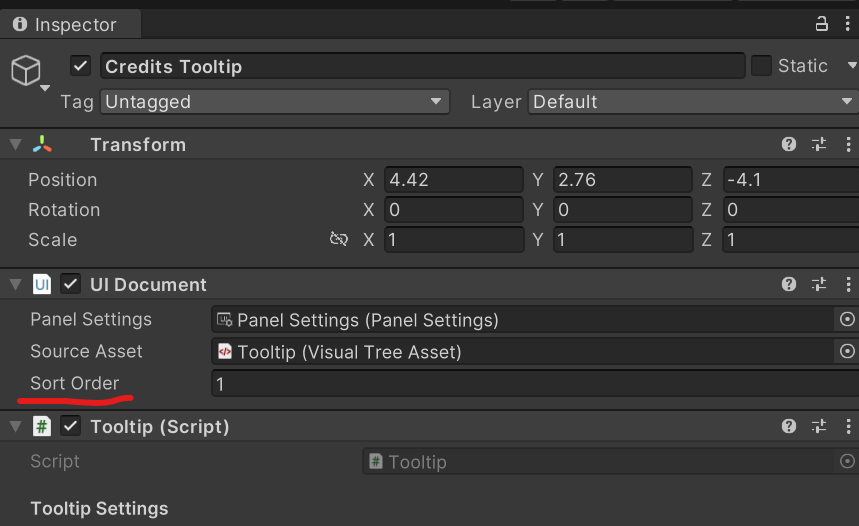 Inspector
Credits Tooltip Static
Tag Untagged Layer Default
Transform
Position X 4.42 Y 2.76 Z -4.1
Rotation X 0 Y 0 Z 0
Scale X 1 Y 1 Z 1
UI UI Document
Panel Settings UI Panel Settings (Panel Settings)
Source Asset Tooltip (Visual Tree Asset)
Sort Order 1
# Tooltip (Script)
Script # Tooltip
Tooltip Settings